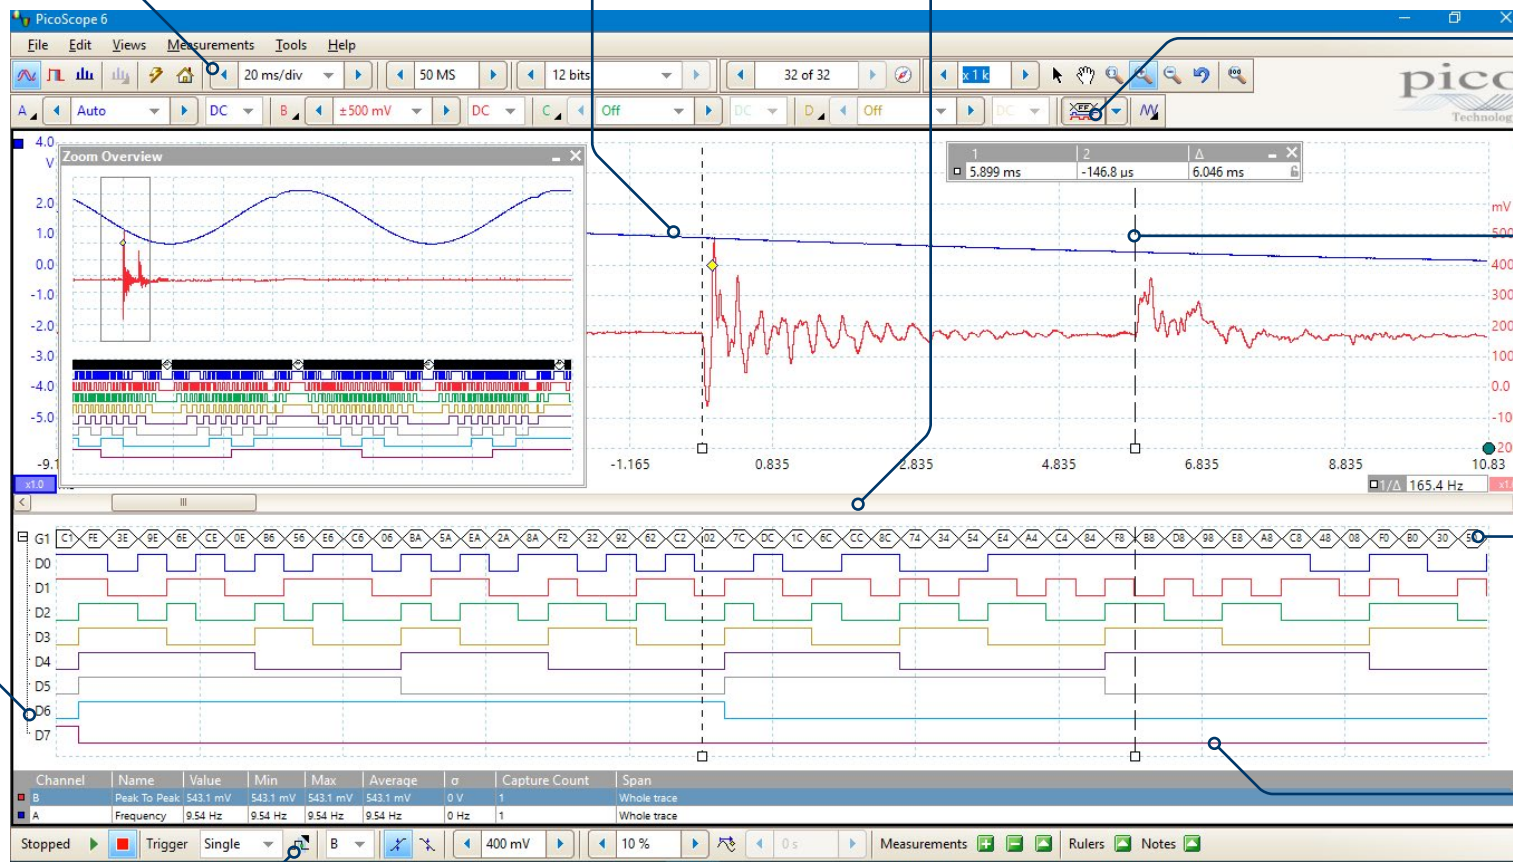 PicoScope 6
File Edit Views Measurements Tools Help
20 ms/div 50 MS 12 bits 32 of 32 x 1 k
pico
Technology
A Auto DC B ±500 mV DC C Off DC D Off DC
4.0
V
Zoom Overview
1 2 Δ
5.899 ms -146.8 µs 6.046 ms
2.0
mV
1.0
500
0.0
400
-1.0
300
-2.0
200
-3.0
100
-4.0
0.0
-5.0
-10
20
-9.1 -1.165 0.835 2.835 4.835 6.835 8.835 10.83
x1.0 1/Δ 165.4 Hz
G1 C1 FE 3E 9E 6E CE 0E B6 56 E6 C6 06 BA 5A EA 2A 8A F2 32 92 62 C2 02 7C DC 1C 6C CC 8C 74 34 54 E4 A4 C4 84 F8 B8 D8 98 E8 A8 C8 48 08 F0 B0 30
D0
D1
D2
D3
D4
D5
D6
D7
Channel Name Value Min Max Average σ Capture Count Span
B Peak To Peak 543.1 mV 543.1 mV 543.1 mV 543.1 mV 0 V 1 Whole trace
A Frequency 9.54 Hz 9.54 Hz 9.54 Hz 9.54 Hz 0 Hz 1 Whole trace
Stopped Trigger Single B 400 mV 10 % 0 s Measurements Rulers Notes